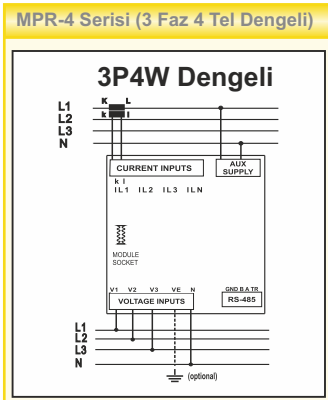 MPR-4 Serisi (3 Faz 4 Tel Dengeli)
3P4W Dengeli
K L
L1
k l
L2
L3
N
CURRENT INPUTS
AUX
SUPPLY
k l
IL1 IL2 IL3 ILN
MODULE
SOCKET
V1 V2 V3 VE N
GND B A TR
VOLTAGE INPUTS
RS-485
L1
L2
L3
N
(optional)